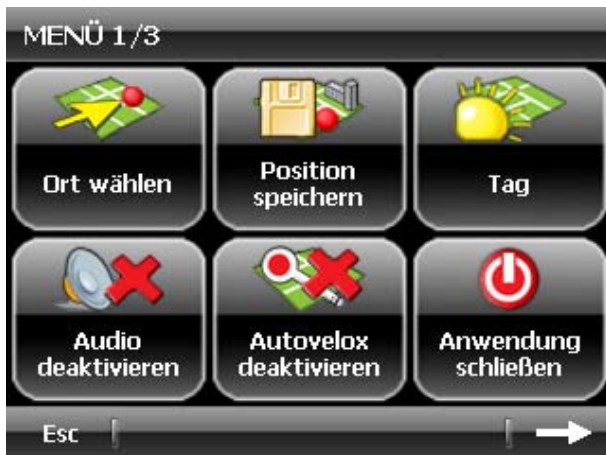 MENÜ 1/3
Ort wählen
Position
speichern
Tag
Audio
deaktivieren
Autovelox
deaktivieren
Anwendung
schließen
Esc